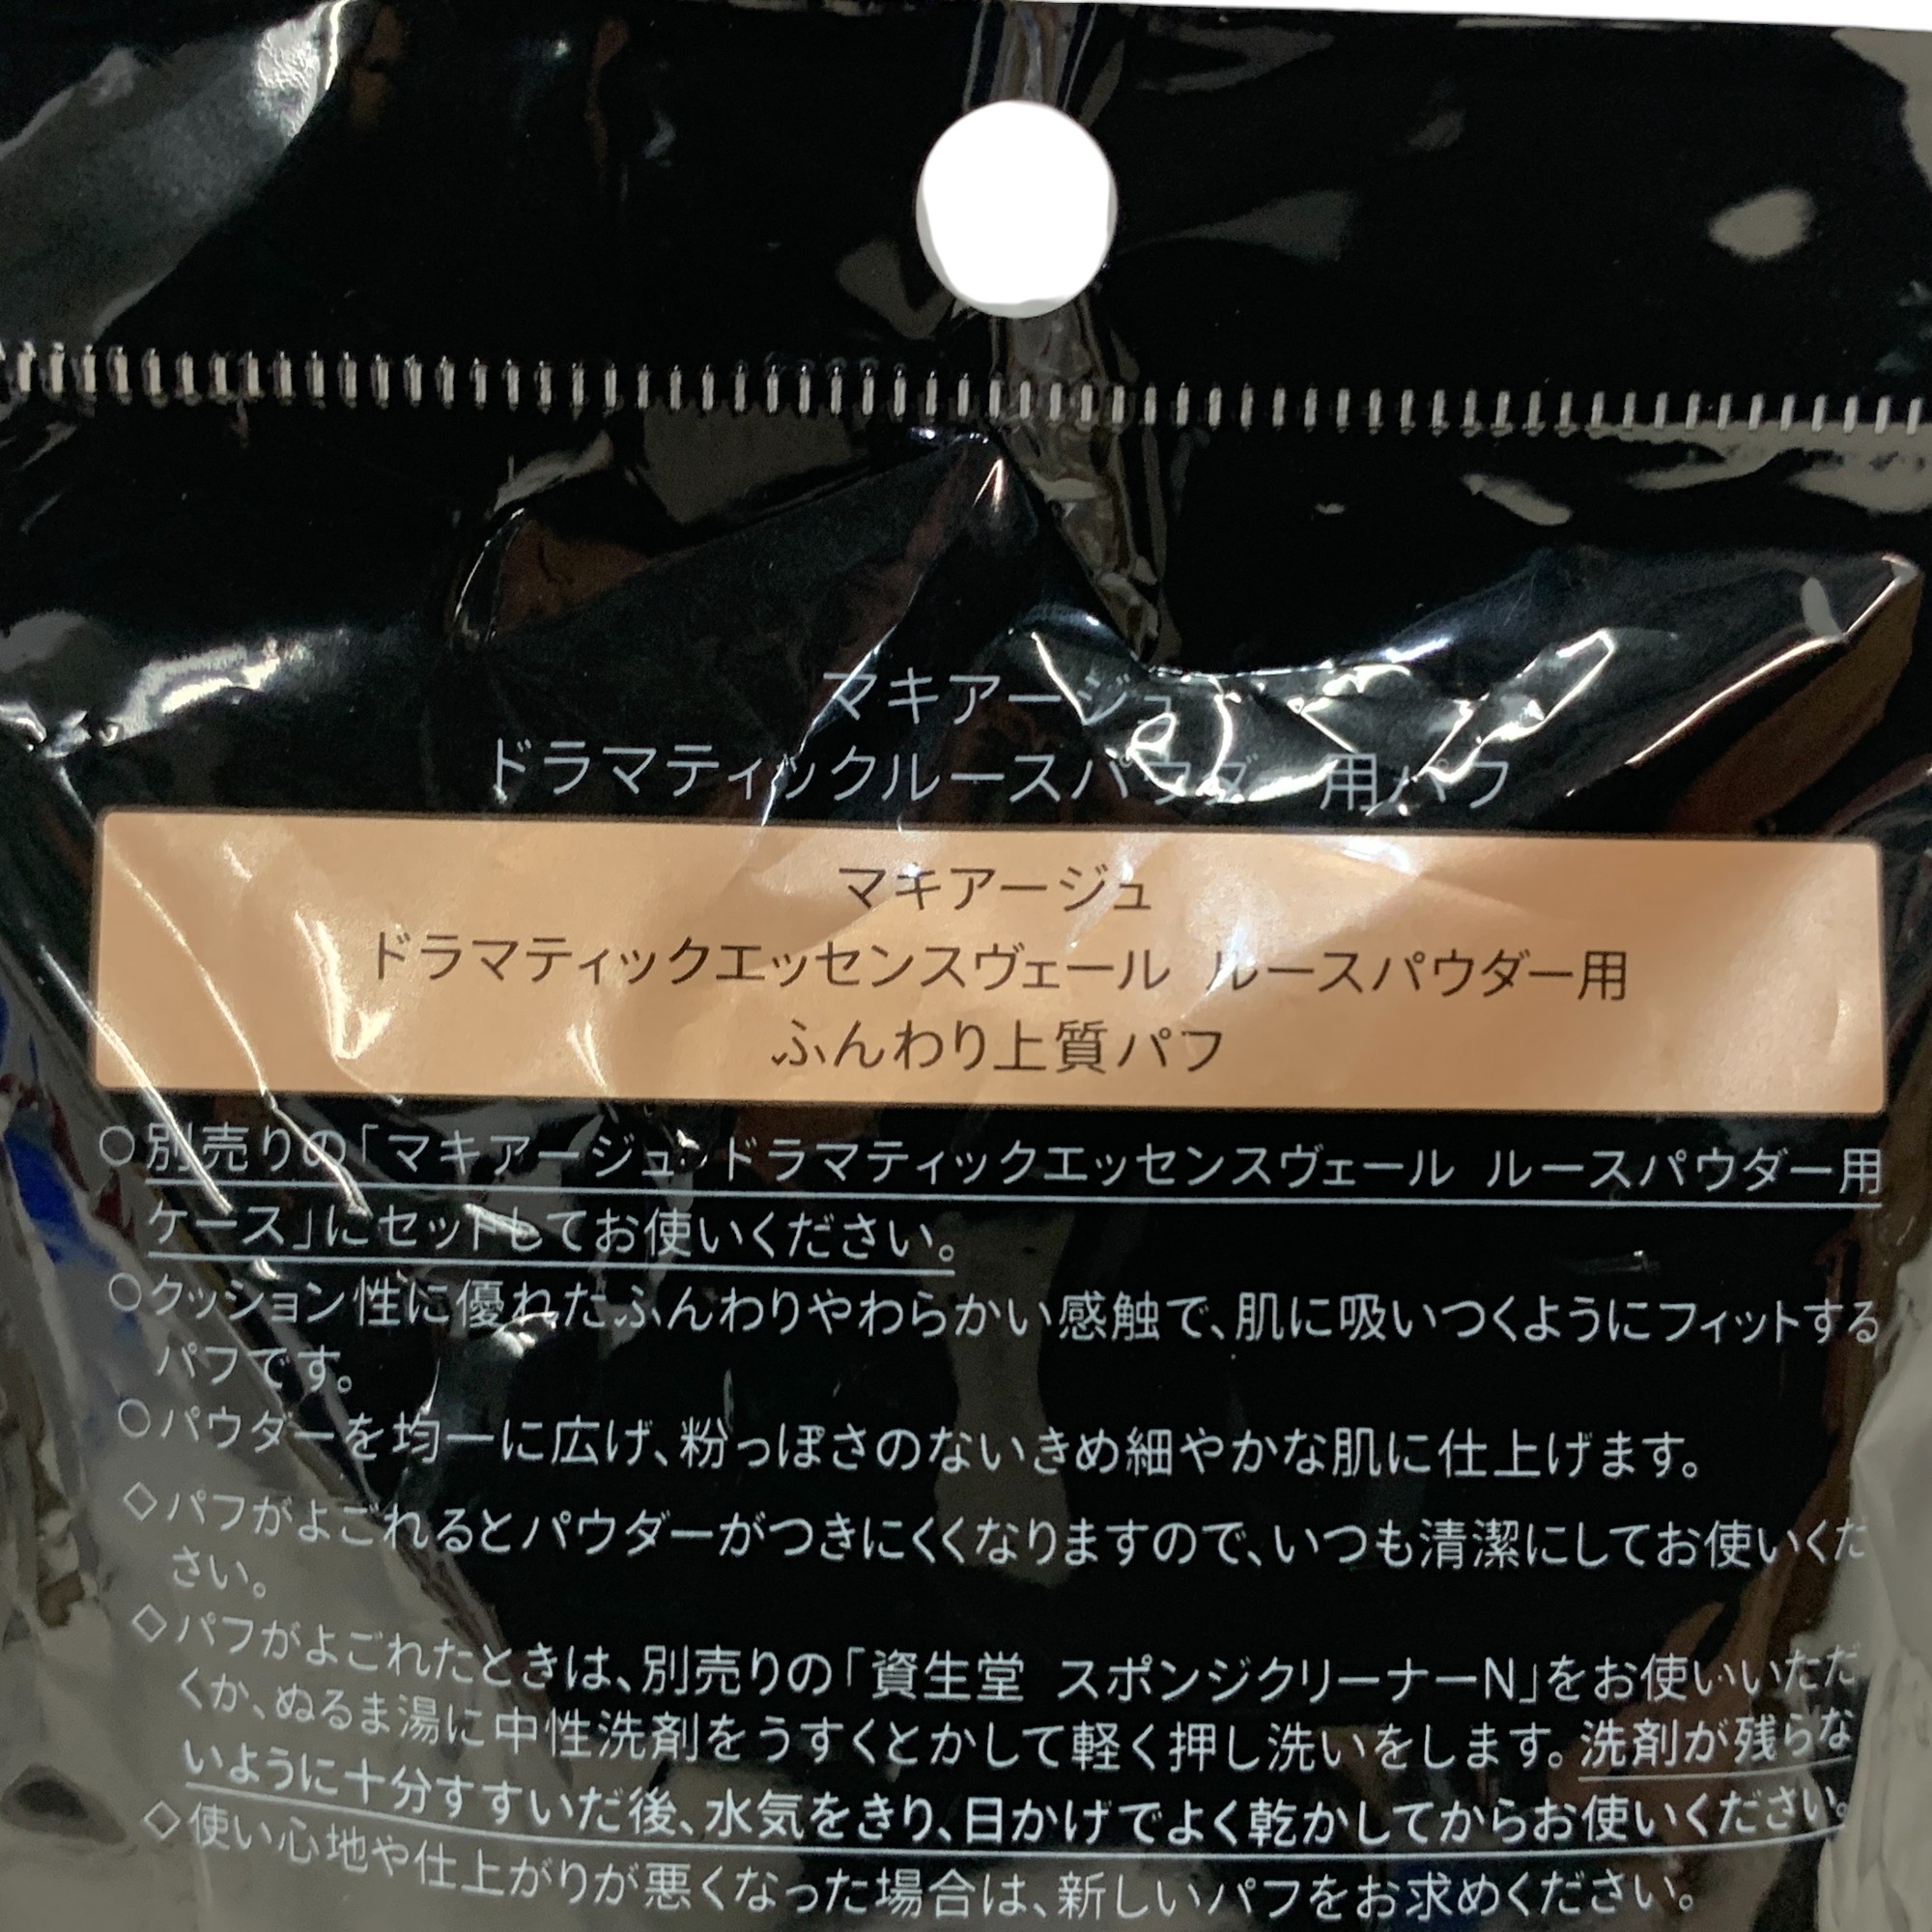 マキアージュ
ドラマティックルースパウダー 用パフ
マキアージュ
ドラマティックエッセンスヴェール ルースパウダー用
ふんわり上質パフ
○別売りの「マキアージュ ドラマティックエッセンスヴェール ルースパウダー用
ケース」にセットしてお使いください。
○クッション性に優れたふんわりやわらかい感触で、肌に吸いつくようにフィットする
パフです。
○パウダーを均一に広げ、粉っぽさのないきめ細やかな肌に仕上げます。
◇パフがよごれるとパウダーがつきにくくなりますので、いつも清潔にしてお使いくだ
さい。
◇パフがよごれたときは、別売りの「資生堂 スポンジクリーナーN」をお使いいただ
くか、ぬるま湯に中性洗剤をうすくとかして軽く押し洗いをします。洗剤が残らな
いように十分すすいだ後、水気をきり、日かげでよく乾かしてからお使いください。
◇使い心地や仕上がりが悪くなった場合は、新しいパフをお求めください。